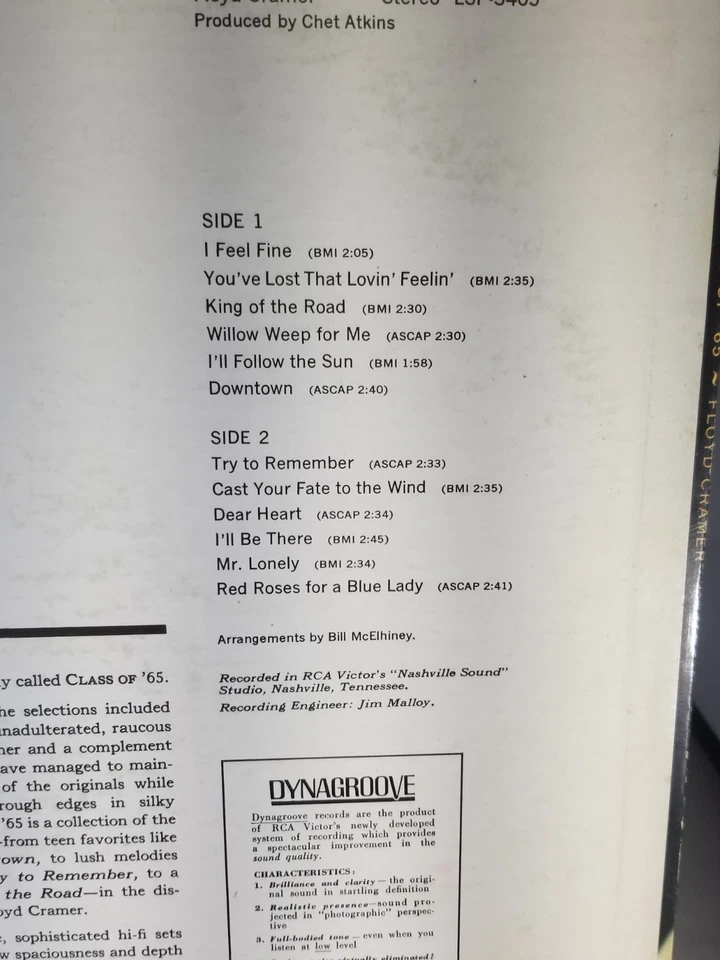 Produced by Chet Atkins
SIDE 1
I Feel Fine (BMI 2:05)
You've Lost That Lovin' Feelin' (BMI 2:35)
King of the Road (BMI 2:30)
Willow Weep for Me (ASCAP 2:30)
I'll Follow the Sun (BMI 1:58)
Downtown (ASCAP 2:40)
SIDE 2
Try to Remember (ASCAP 2:33)
Cast Your Fate to the Wind (BMI 2:35)
Dear Heart (ASCAP 2:34)
I'll Be There (BMI 2:45)
Mr. Lonely (BMI 2:34)
Red Roses for a Blue Lady (ASCAP 2:41)
Arrangements by Bill McElhiney.
Recorded in RCA Victor's "Nashville Sound"
Studio, Nashville, Tennessee.
Recording Engineer: Jim Malloy.
y called CLASS OF '65.
he selections included
nadulterated, raucous
her and a complement
ave managed to main-
of the originals while
rough edges in silky
'65 is a collection of the
-from teen favorites like
own, to lush melodies
y to Remember, to a
the Road—in the dis-
oyd Cramer.
, sophisticated hi-fi sets
w spaciousness and depth
DYNAGROOVE
Dynagroove records are the product
of RCA Victor's newly developed
system of recording which provides
a spectacular improvement in the
sound quality.
CHARACTERISTICS:
1. Brilliance and clarity—the origi-
nal sound in startling definition
2. Realistic presence—sound pro-
jected in "photographic" perspec-
tive
3. Full-bodied tone—even when you
listen at low level
'65 ~ FLOYD CRAMER